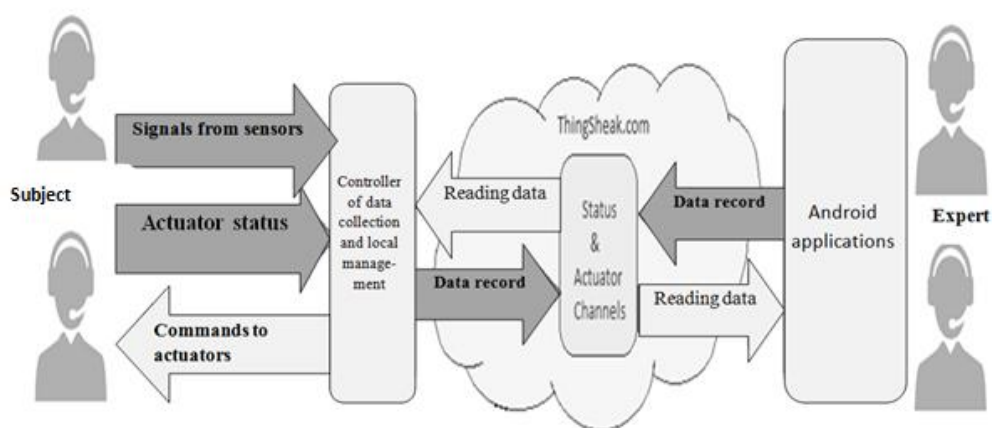 Subject
Signals from sensors
Actuator status
Commands to
actuators
Controller
of data
collection
and local
manage-
ment
ThingSheak.com
Reading data
Data record
Status
&
Actuator
Channels
Data record
Reading data
Android
applications
Expert